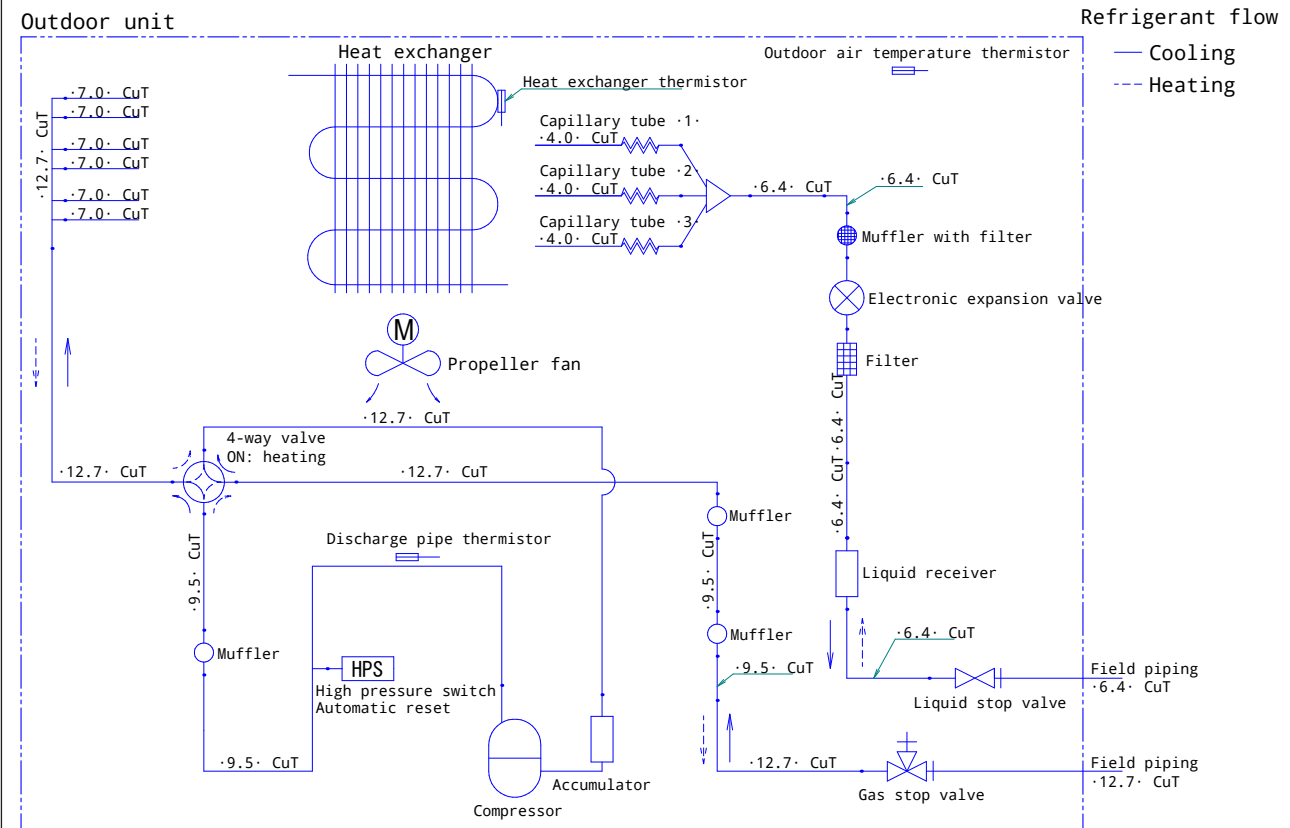 Outdoor unit
Refrigerant flow
Cooling
Heating
Heat exchanger
Outdoor air temperature thermistor
Heat exchanger thermistor
·7.0· CuT
·7.0· CuT
·7.0· CuT
·7.0· CuT
·7.0· CuT
·7.0· CuT
·12.7· CuT
Capillary tube ·1·
·4.0· CuT
Capillary tube ·2·
·4.0· CuT
Capillary tube ·3·
·4.0· CuT
·6.4· CuT
·6.4· CuT
Muffler with filter
Electronic expansion valve
Filter
·6.4· CuT
·6.4· CuT
M
Propeller fan
·12.7· CuT
4-way valve
ON: heating
·12.7· CuT
·12.7· CuT
Muffler
Discharge pipe thermistor
·9.5· CuT
·9.5· CuT
Liquid receiver
Muffler
Muffler
·6.4· CuT
HPS
High pressure switch
Automatic reset
·9.5· CuT
Field piping
·6.4· CuT
Liquid stop valve
·9.5· CuT
·12.7· CuT
Field piping
·12.7· CuT
Accumulator
Gas stop valve
Compressor